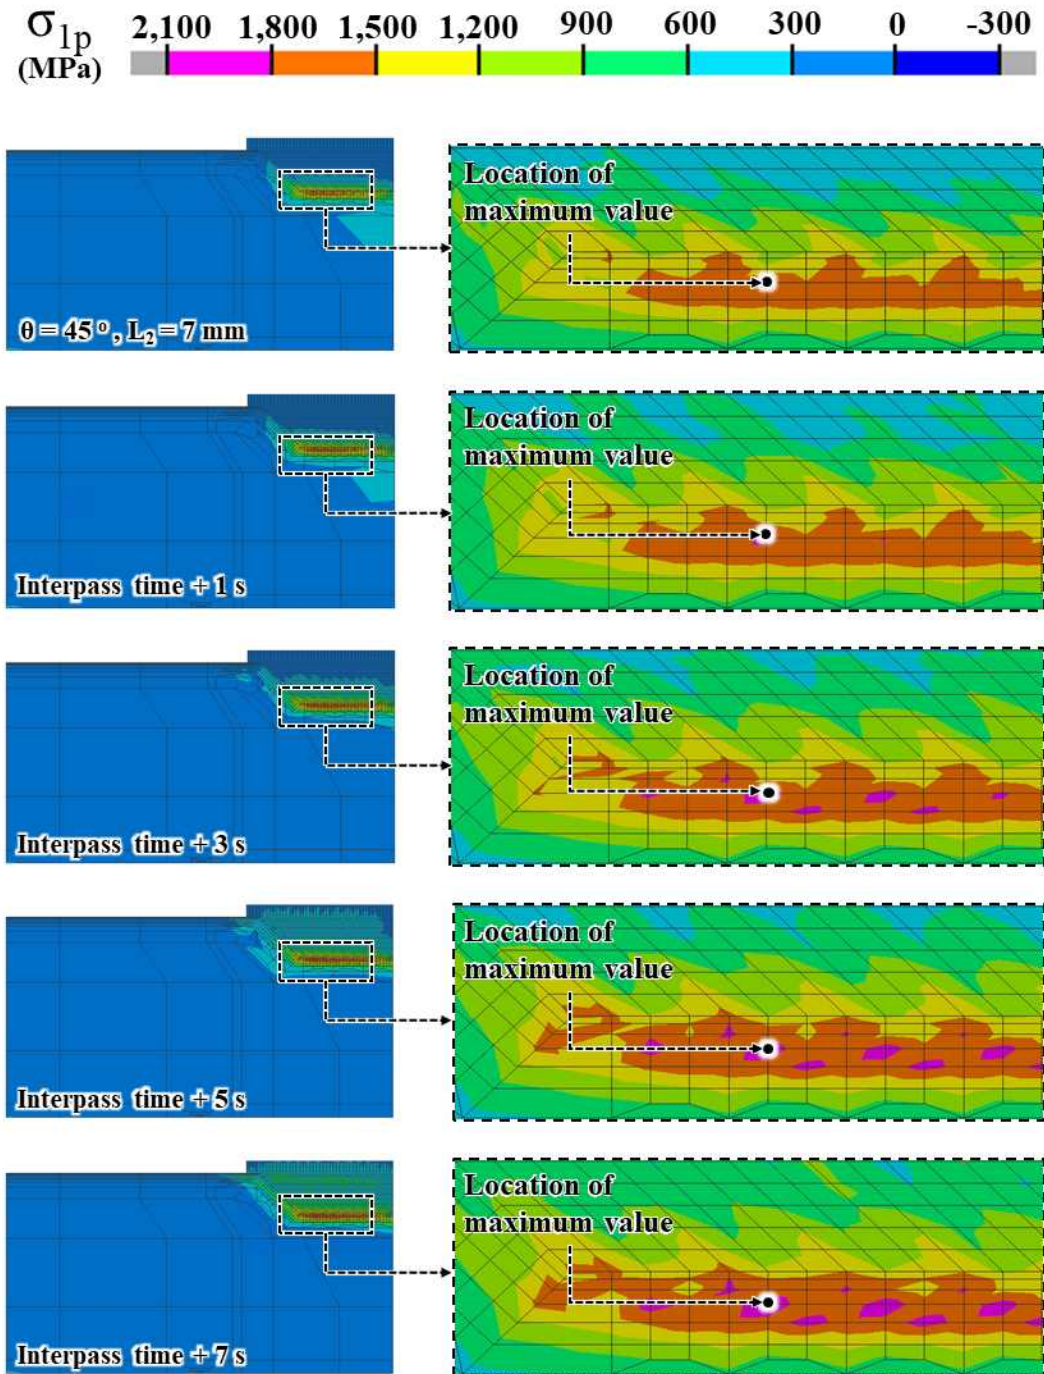 σ1p
(MPa)
2,100 1,800 1,500 1,200 900 600 300 0 -300
Location of
maximum value
θ = 45 °, L2 = 7 mm
Location of
maximum value
Interpass time + 1 s
Location of
maximum value
Interpass time + 3 s
Location of
maximum value
Interpass time + 5 s
Location of
maximum value
Interpass time + 7 s